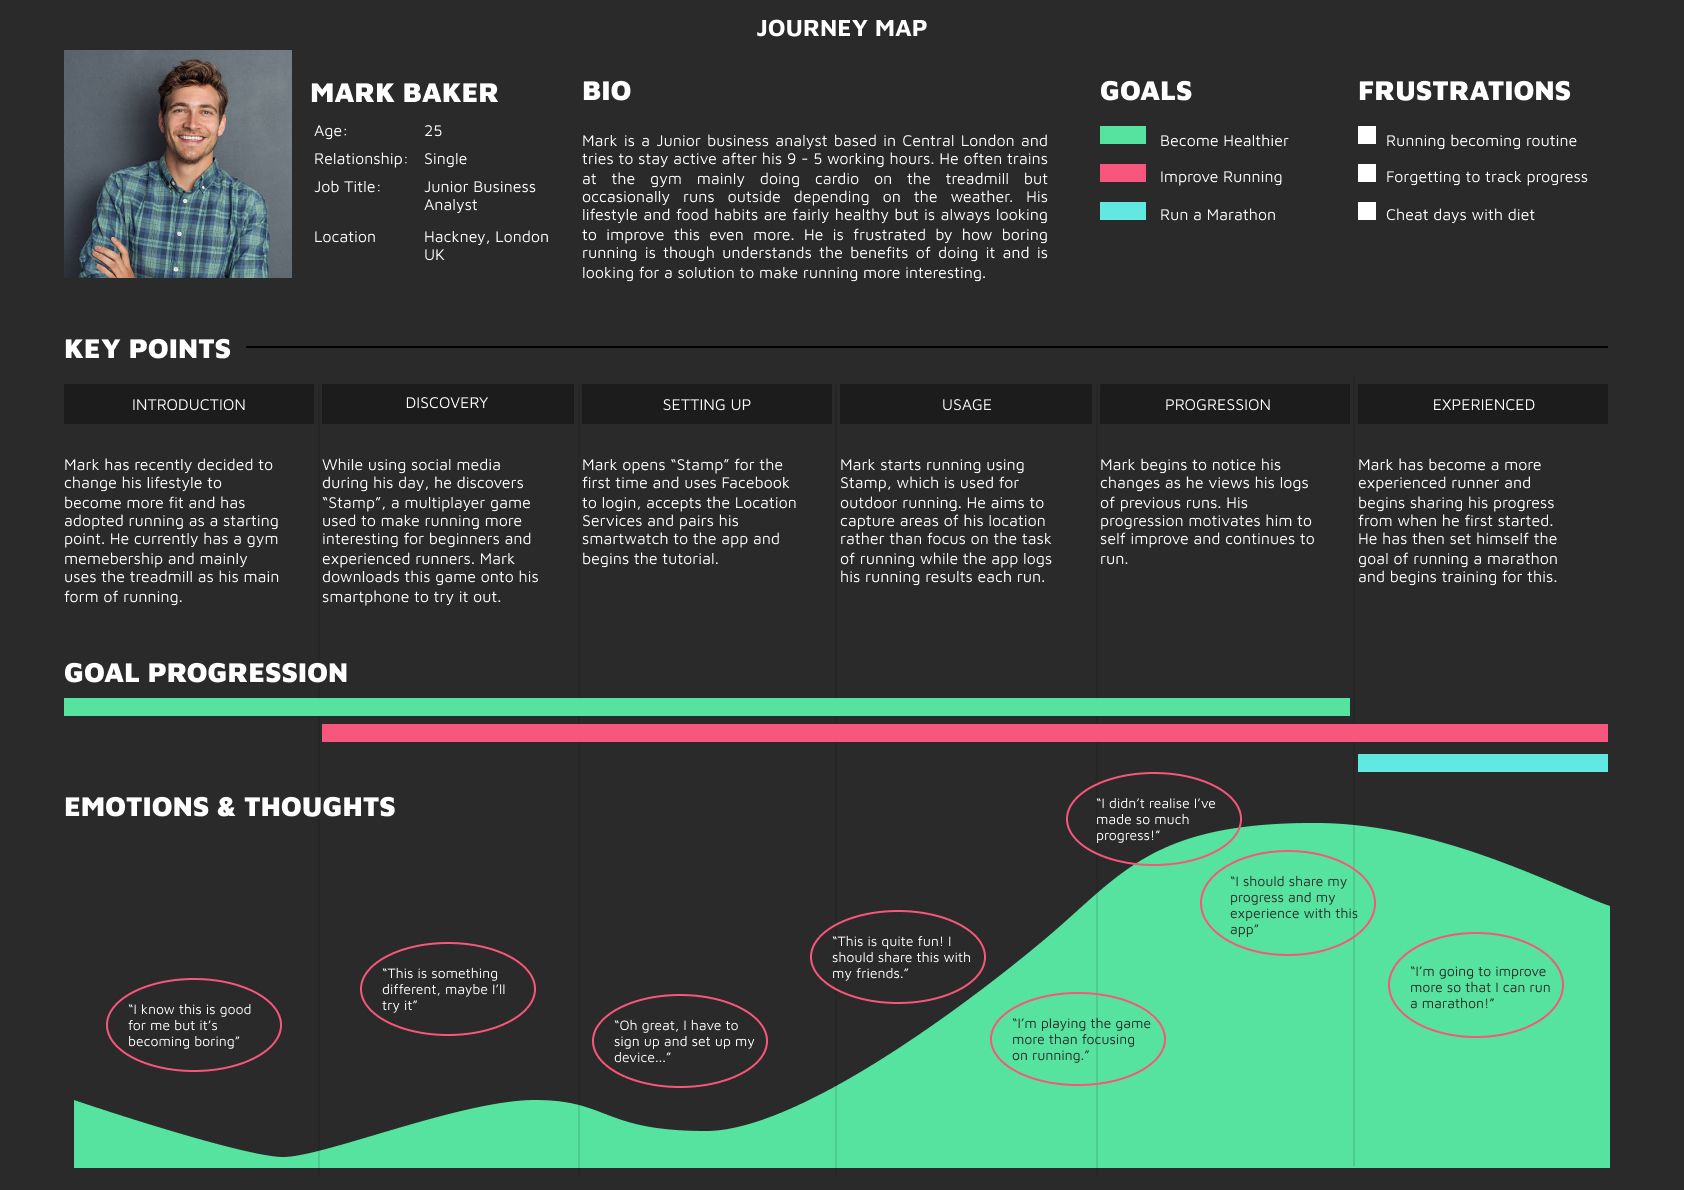 JOURNEY MAP
MARK BAKER
Age: 25
Relationship: Single
Job Title: Junior Business
Analyst
Location Hackney, London
UK
BIO
Mark is a Junior business analyst based in Central London and
tries to stay active after his 9 - 5 working hours. He often trains
at the gym mainly doing cardio on the treadmill but
occasionally runs outside depending on the weather. His
lifestyle and food habits are fairly healthy but is always looking
to improve this even more. He is frustrated by how boring
running is though understands the benefits of doing it and is
looking for a solution to make running more interesting.
GOALS
Become Healthier
Improve Running
Run a Marathon
FRUSTRATIONS
Running becoming routine
Forgetting to track progress
Cheat days with diet
KEY POINTS
INTRODUCTION
Mark has recently decided to
change his lifestyle to
become more fit and has
adopted running as a starting
point. He currently has a gym
memebership and mainly
uses the treadmill as his main
form of running.
DISCOVERY
While using social media
during his day, he discovers
“Stamp”, a multiplayer game
used to make running more
interesting for beginners and
experienced runners. Mark
downloads this game onto his
smartphone to try it out.
SETTING UP
Mark opens “Stamp” for the
first time and uses Facebook
to login, accepts the Location
Services and pairs his
smartwatch to the app and
begins the tutorial.
USAGE
Mark starts running using
Stamp, which is used for
outdoor running. He aims to
capture areas of his location
rather than focus on the task
of running while the app logs
his running results each run.
PROGRESSION
Mark begins to notice his
changes as he views his logs
of previous runs. His
progression motivates him to
self improve and continues to
run.
EXPERIENCED
Mark has become a more
experienced runner and
begins sharing his progress
from when he first started.
He has then set himself the
goal of running a marathon
and begins training for this.
GOAL PROGRESSION
EMOTIONS & THOUGHTS
“I know this is good
for me but it’s
becoming boring”
“This is something
different, maybe I’ll
try it”
“Oh great, I have to
sign up and set up my
device...”
“This is quite fun! I
should share this with
my friends.”
“I’m playing the game
more than focusing
on running.”
“I didn’t realise I’ve
made so much
progress!”
“I should share my
progress and my
experience with this
app”
“I’m going to improve
more so that I can run
a marathon!”